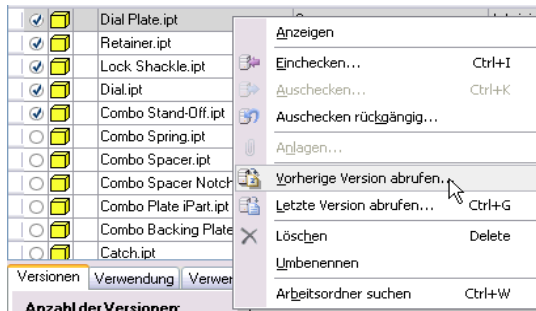 Dial Plate.ipt
Retainer.ipt
Lock Shackle.ipt
Dial.ipt
Combo Stand-Off.ipt
Combo Spring.ipt
Combo Spacer.ipt
Combo Spacer Notch
Combo Plate iPart.ipt
Combo Backing Plate
Catch.ipt
Anzeigen
Einchecken... Ctrl+I
Auschecken... Ctrl+K
Auschecken rückgängig...
Anlagen...
Vorherige Version abrufen...
Letzte Version abrufen... Ctrl+G
Löschen Delete
Umbenennen
Arbeitsordner suchen Ctrl+W
Versionen Verwendung Verwer
Anzahl der Versionen: